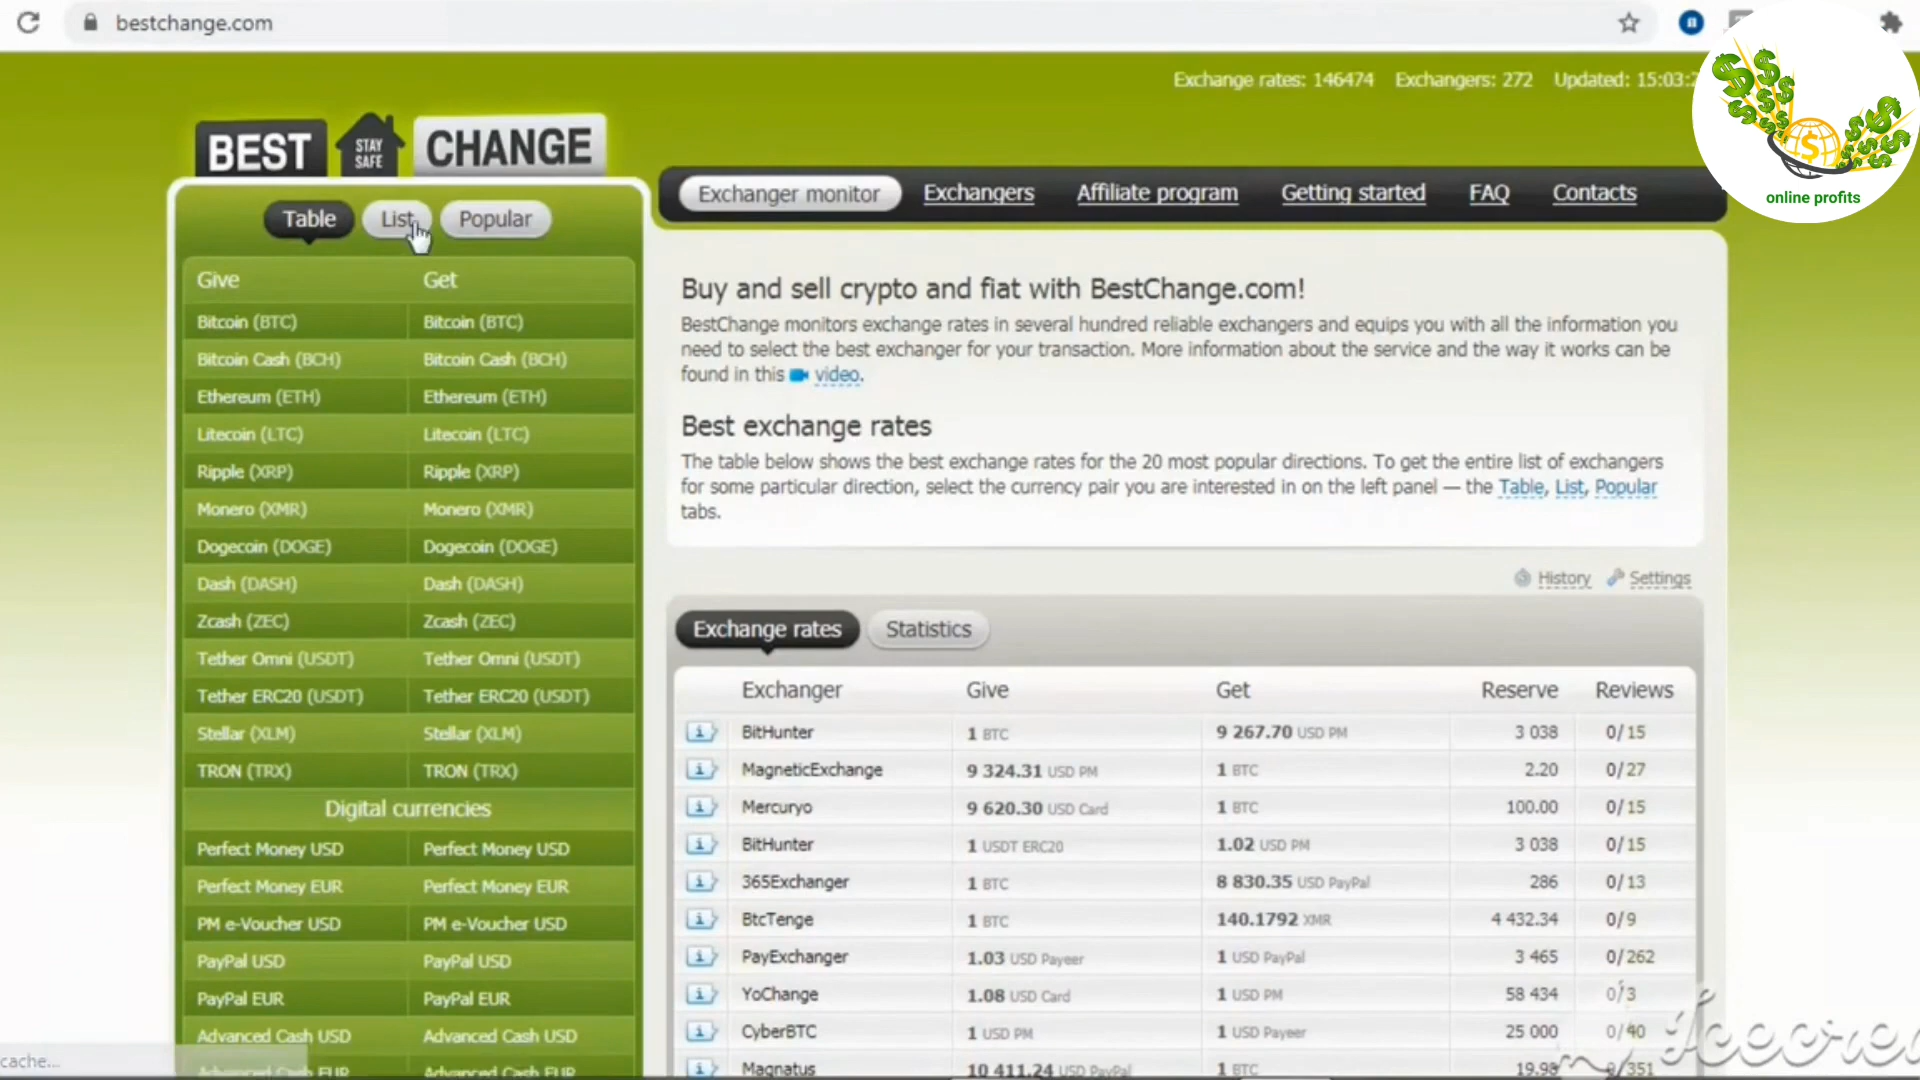 bestchange.com
Exchange rates: 146474 Exchangers: 272 Updated: 15:03:2
BEST STAY SAFE CHANGE
online profits
Exchanger monitor Exchangers Affiliate program Getting started FAQ Contacts
Table List Popular
Give Get
Bitcoin (BTC) Bitcoin (BTC)
Bitcoin Cash (BCH) Bitcoin Cash (BCH)
Ethereum (ETH) Ethereum (ETH)
Litecoin (LTC) Litecoin (LTC)
Ripple (XRP) Ripple (XRP)
Monero (XMR) Monero (XMR)
Dogecoin (DOGE) Dogecoin (DOGE)
Dash (DASH) Dash (DASH)
Zcash (ZEC) Zcash (ZEC)
Tether Omni (USDT) Tether Omni (USDT)
Tether ERC20 (USDT) Tether ERC20 (USDT)
Stellar (XLM) Stellar (XLM)
TRON (TRX) TRON (TRX)
Digital currencies
Perfect Money USD Perfect Money USD
Perfect Money EUR Perfect Money EUR
PM e-Voucher USD PM e-Voucher USD
PayPal USD PayPal USD
PayPal EUR PayPal EUR
Advanced Cash USD Advanced Cash USD
Advanced Cash EUR Advanced Cash EUR
cache...
Buy and sell crypto and fiat with BestChange.com!
BestChange monitors exchange rates in several hundred reliable exchangers and equips you with all the information you
need to select the best exchanger for your transaction. More information about the service and the way it works can be
found in this video.
Best exchange rates
The table below shows the best exchange rates for the 20 most popular directions. To get the entire list of exchangers
for some particular direction, select the currency pair you are interested in on the left panel — the Table, List, Popular
tabs.
History Settings
Exchange rates Statistics
Exchanger Give Get Reserve Reviews
BitHunter 1 BTC 9 267.70 USD PM 3 038 0/15
MagneticExchange 9 324.31 USD PM 1 BTC 2.20 0/27
Mercuryo 9 620.30 USD Card 1 BTC 100.00 0/15
BitHunter 1 USDT ERC20 1.02 USD PM 3 038 0/15
365Exchanger 1 BTC 8 830.35 USD PayPal 286 0/13
BtcTenge 1 BTC 140.1792 XMR 4 432.34 0/9
PayExchanger 1.03 USD Payeer 1 USD PayPal 3 465 0/262
YoChange 1.08 USD Card 1 USD PM 58 434 0/3
CyberBTC 1 USD PM 1 USD Payeer 25 000 0/40
Magnatus 10 411.24 USD PayPal 1 BTC 19.98 0/351
Icecrea